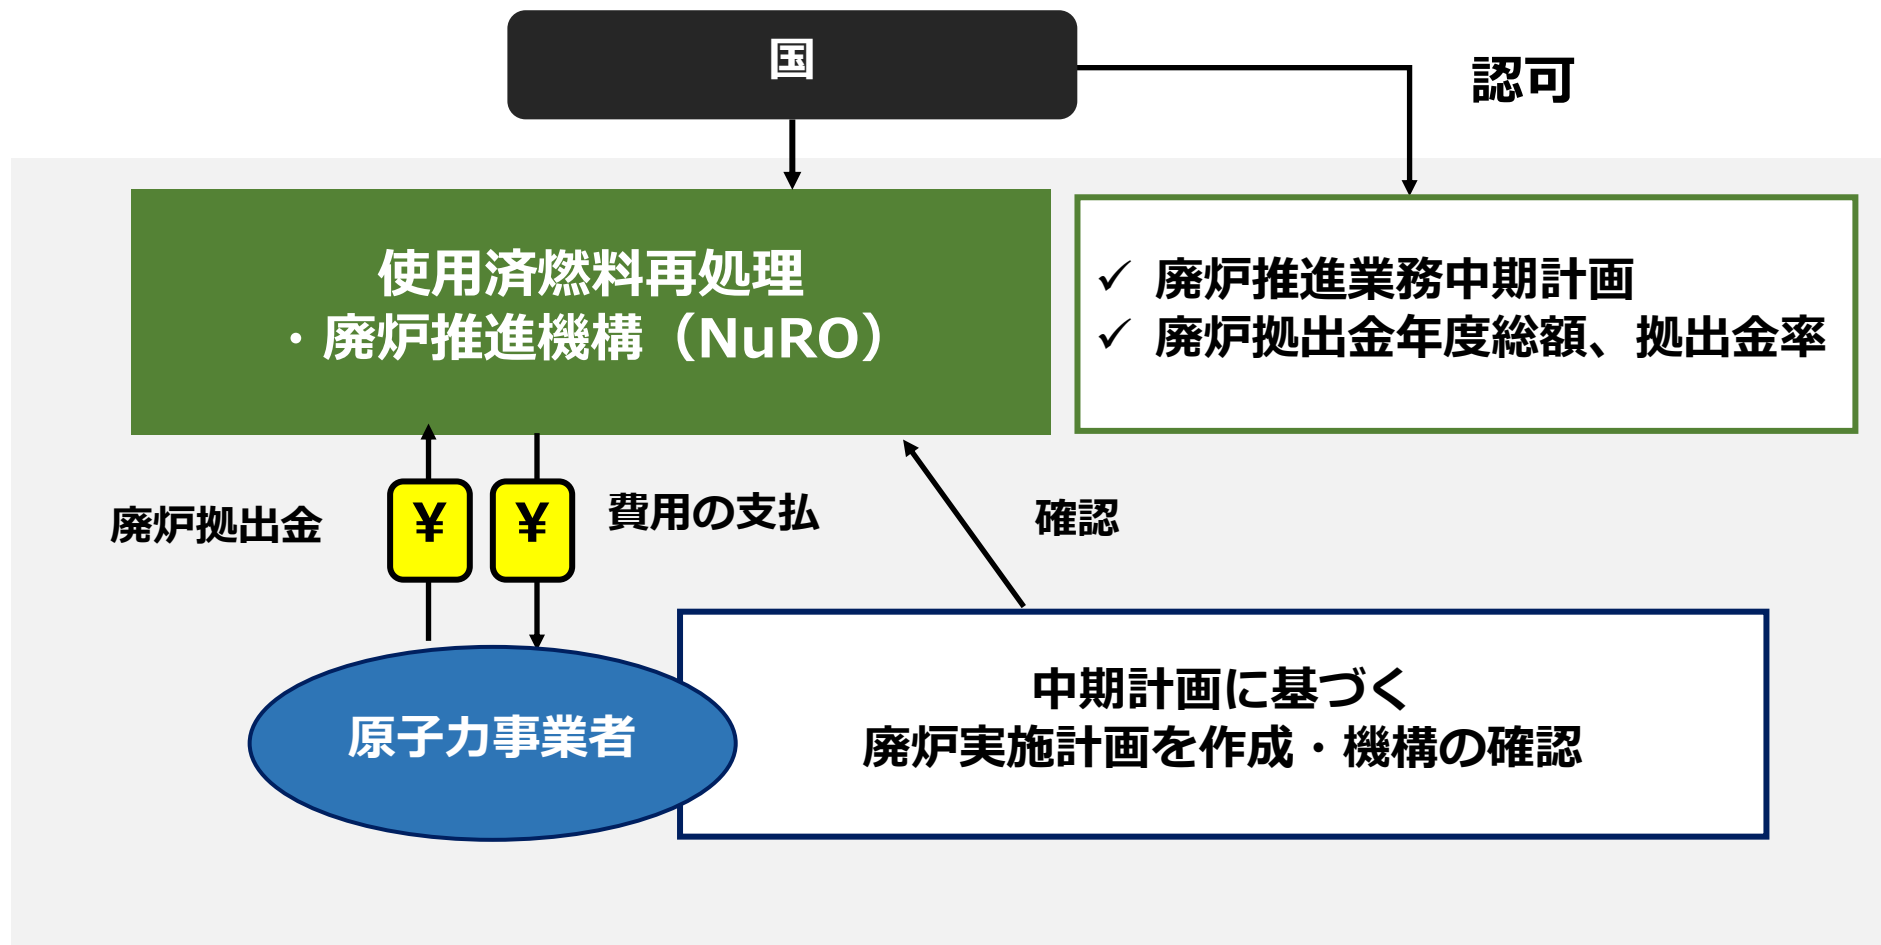 国
認可
使用済燃料再処理
・廃炉推進機構（NuRO）
✓ 廃炉推進業務中期計画
✓ 廃炉拠出金年度総額、拠出金率
廃炉拠出金
¥
¥
費用の支払
確認
原子力事業者
中期計画に基づく
廃炉実施計画を作成・機構の確認